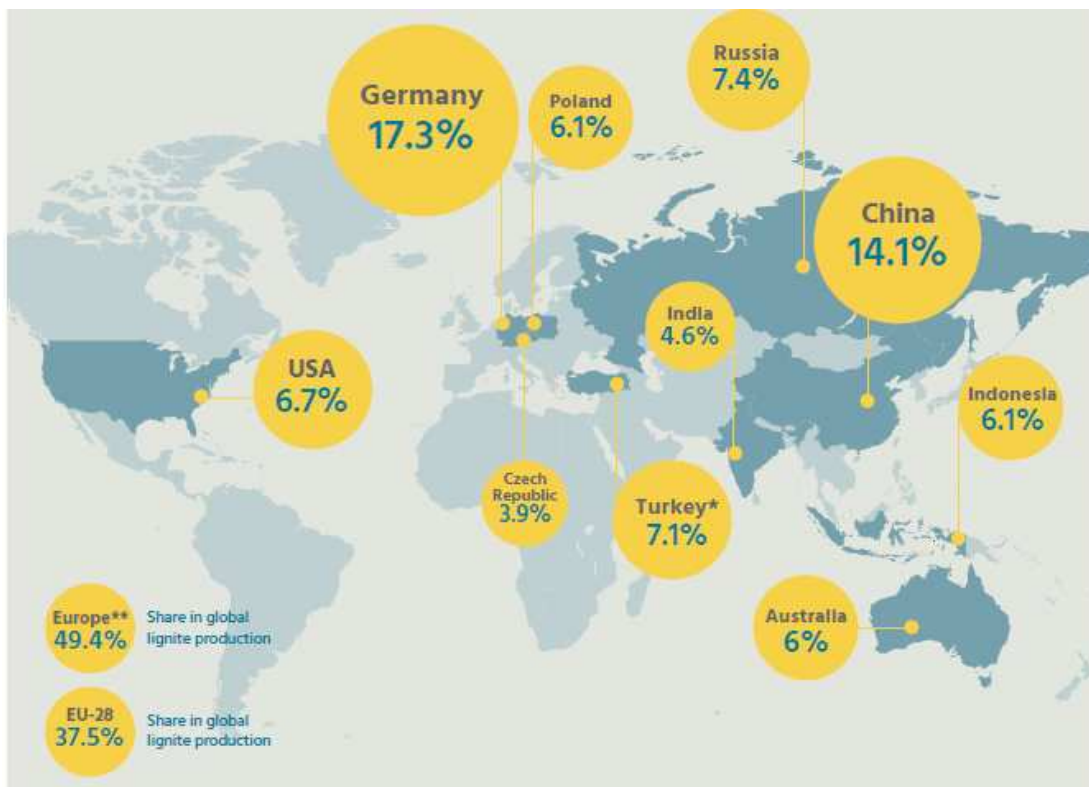 Russia
7.4%
Germany
17.3%
Poland
6.1%
China
14.1%
India
4.6%
USA
6.7%
Indonesia
6.1%
Czech
Republic
3.9%
Turkey*
7.1%
Europe**
49.4%
Share in global
lignite production
Australia
6%
EU-28
37.5%
Share in global
lignite production